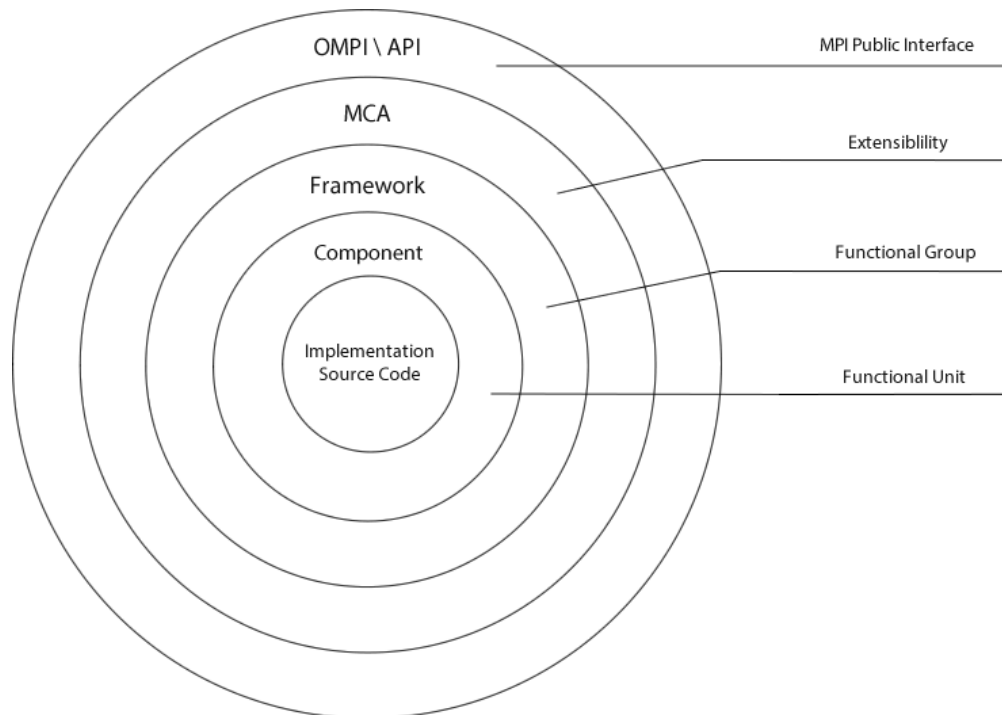 OMPI \ API
MPI Public Interface
MCA
Extensiblility
Framework
Component
Functional Group
Implementation
Source Code
Functional Unit